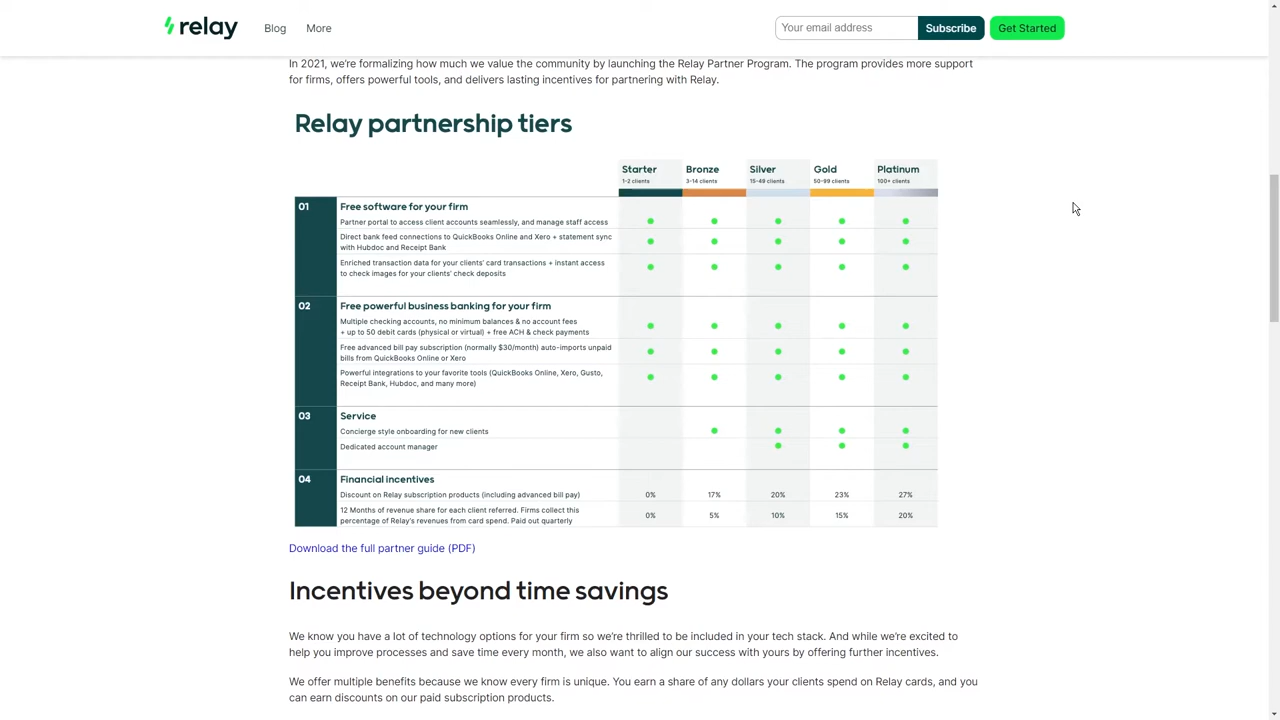 relay
Blog
More
Your email address
Subscribe
Get Started
In 2021, we're formalizing how much we value the community by launching the Relay Partner Program. The program provides more support
for firms, offers powerful tools, and delivers lasting incentives for partnering with Relay.
Relay partnership tiers
Starter Bronze Silver Gold Platinum
1-2 clients 3-14 clients 15-49 clients 50-99 clients 100+ clients
01 Free software for your firm
Partner portal to access client accounts seamlessly, and manage staff access
Direct bank feed connections to QuickBooks Online and Xero + statement sync
with Hubdoc and Receipt Bank
Enriched transaction data for your clients' card transactions + instant access
to check images for your clients' check deposits
02 Free powerful business banking for your firm
Multiple checking accounts, no minimum balances & no account fees
+ up to 50 debit cards (physical or virtual) + free ACH & check payments
Free advanced bill pay subscription (normally $30/month) auto-imports unpaid
bills from QuickBooks Online or Xero
Powerful integrations to your favorite tools (QuickBooks Online, Xero, Gusto,
Receipt Bank, Hubdoc, and many more)
03 Service
Concierge style onboarding for new clients
Dedicated account manager
04 Financial incentives
Discount on Relay subscription products (including advanced bill pay) 0% 17% 20% 23% 27%
12 Months of revenue share for each client referred. Firms collect this
percentage of Relay's revenues from card spend. Paid out quarterly 0% 5% 10% 15% 20%
Download the full partner guide (PDF)
Incentives beyond time savings
We know you have a lot of technology options for your firm so we're thrilled to be included in your tech stack. And while we're excited to
help you improve processes and save time every month, we also want to align our success with yours by offering further incentives.
We offer multiple benefits because we know every firm is unique. You earn a share of any dollars your clients spend on Relay cards, and you
can earn discounts on our paid subscription products.